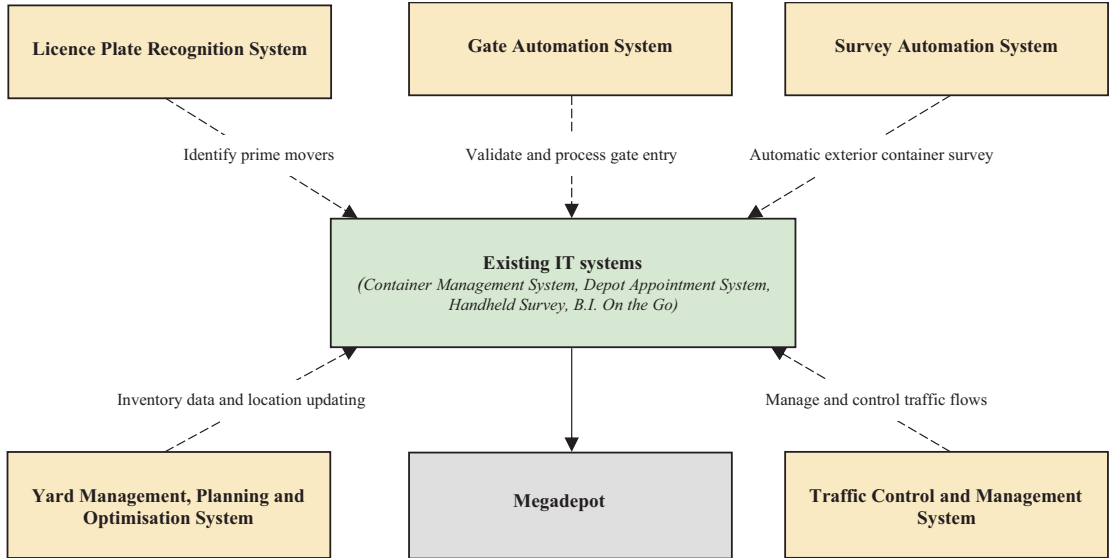 Licence Plate Recognition System
Gate Automation System
Survey Automation System
Identify prime movers
Validate and process gate entry
Automatic exterior container survey
Existing IT systems
(Container Management System, Depot Appointment System,
Handheld Survey, B.I. On the Go)
Inventory data and location updating
Manage and control traffic flows
Yard Management, Planning and
Optimisation System
Megadepot
Traffic Control and Management
System